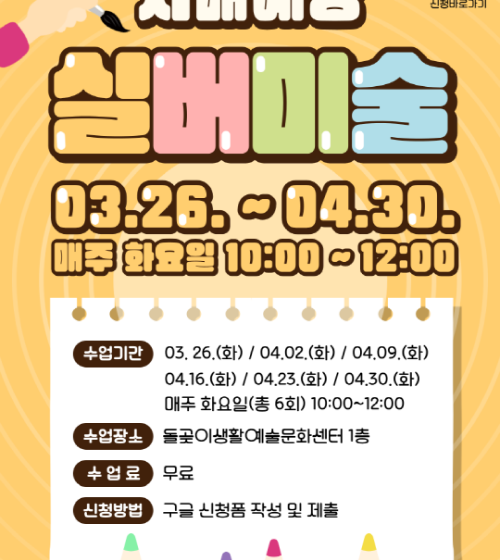 신청바로가기
치매예방
실버미술
03.26. ~ 04.30.
매주 화요일 10:00 ~ 12:00
수업기간 03. 26.(화) / 04.02.(화) / 04.09.(화)
04.16.(화) / 04.23.(화) / 04.30.(화)
매주 화요일(총 6회) 10:00~12:00
수업장소 돌곶이생활예술문화센터 1층
수 업 료 무료
신청방법 구글 신청폼 작성 및 제출